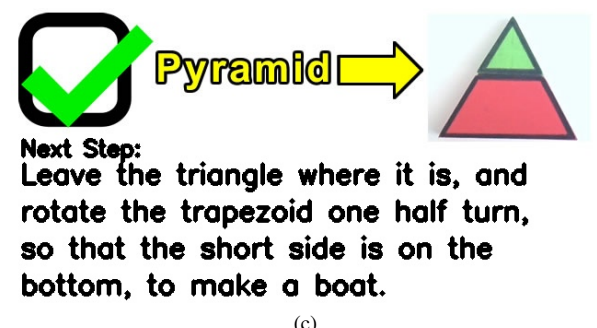 Pyramid
Next Step:
Leave the triangle where it is, and
rotate the trapezoid one half turn,
so that the short side is on the
bottom, to make a boat.
(c)